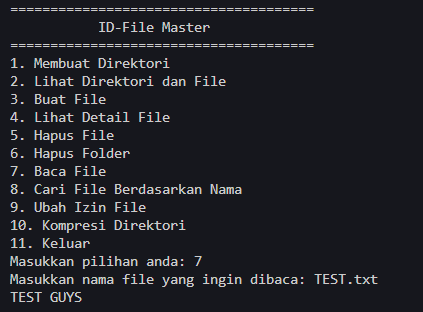 ======================================
ID-File Master
======================================
1. Membuat Direktori
2. Lihat Direktori dan File
3. Buat File
4. Lihat Detail File
5. Hapus File
6. Hapus Folder
7. Baca File
8. Cari File Berdasarkan Nama
9. Ubah Izin File
10. Kompresi Direktori
11. Keluar
Masukkan pilihan anda: 7
Masukkan nama file yang ingin dibaca: TEST.txt
TEST GUYS